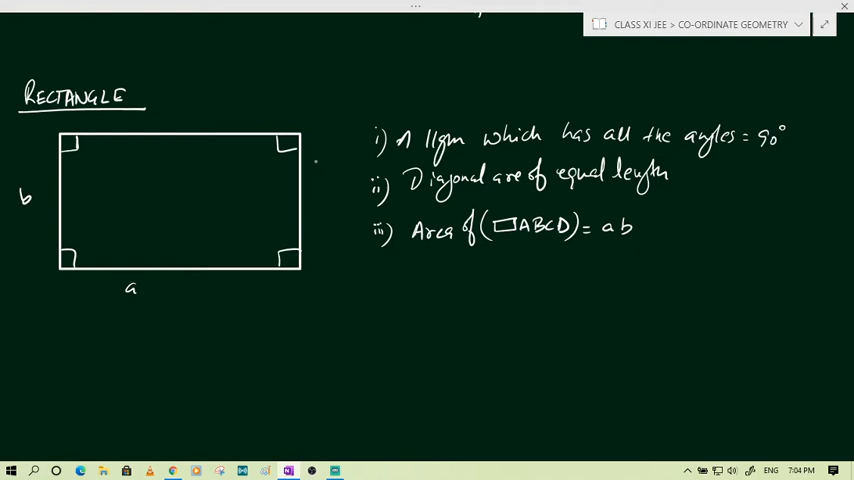 CLASS XI JEE > CO-ORDINATE GEOMETRY
RECTANGLE
i) A llgm which has all the angles = 90°
ii) Diagonal are of equal length
b
iii) Area of (▭ABCD) = ab
a
ENG
7:04 PM